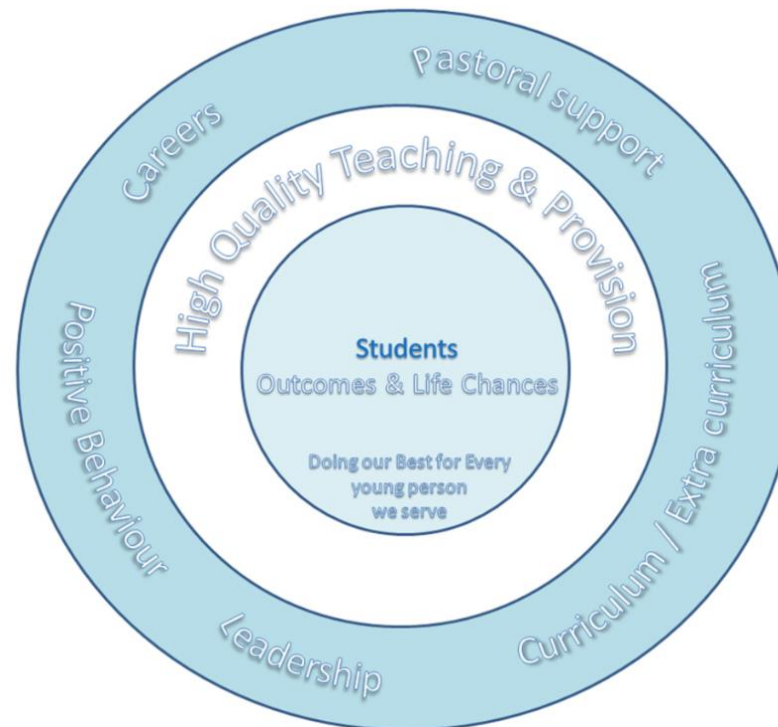 Careers
Pastoral support
High Quality Teaching & Provision
Students
Outcomes & Life Chances
Doing our Best for Every
young person
we serve
Positive Behaviour
Curriculum / Extra curriculum
Leadership